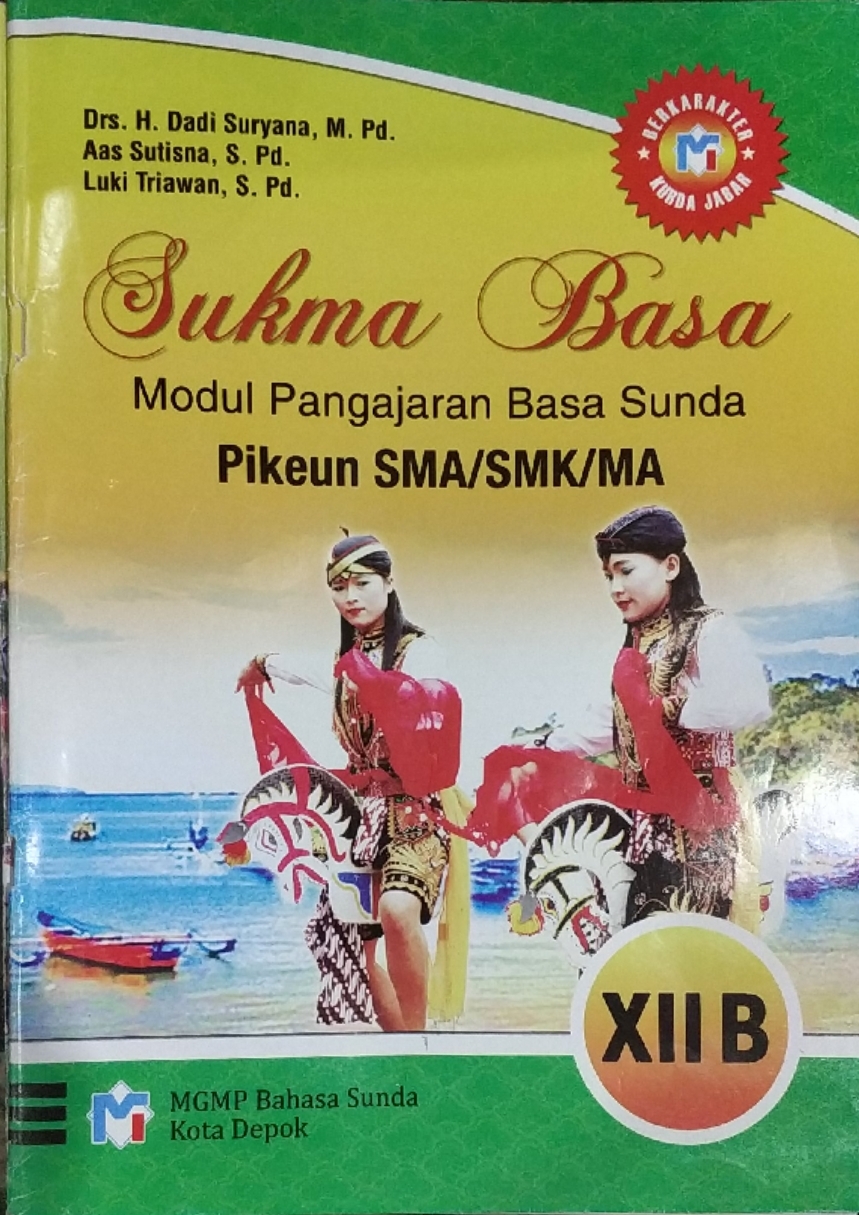 Drs. H. Dadi Suryana, M. Pd.
Aas Sutisna, S. Pd.
Luki Triawan, S. Pd.
BERKARAKTER
KURDA JABAR
Sukma Basa
Modul Pangajaran Basa Sunda
Pikeun SMA/SMK/MA
XII B
MGMP Bahasa Sunda
Kota Depok